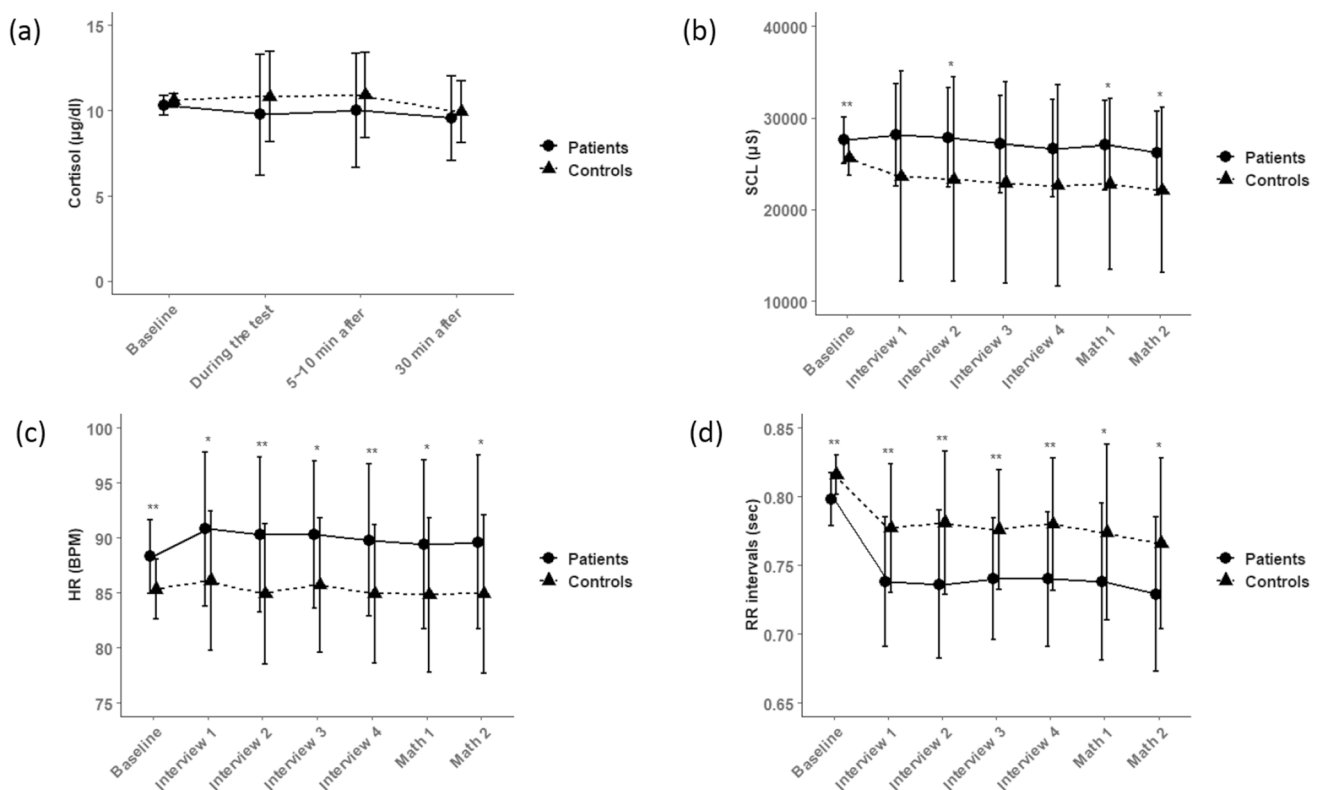 (a)
15
10
5
0
Cortisol (µg/dl)
Baseline
During the test
5~10 min after
30 min after
Patients
Controls
(b)
40000
30000
20000
10000
SCL (µS)
** * * *
Baseline
Interview 1
Interview 2
Interview 3
Interview 4
Math 1
Math 2
Patients
Controls
(c)
100
95
90
85
80
75
HR (BPM)
** * ** * ** * *
Baseline
Interview 1
Interview 2
Interview 3
Interview 4
Math 1
Math 2
Patients
Controls
(d)
0.85
0.80
0.75
0.70
0.65
RR intervals (sec)
** ** ** ** ** * *
Baseline
Interview 1
Interview 2
Interview 3
Interview 4
Math 1
Math 2
Patients
Controls